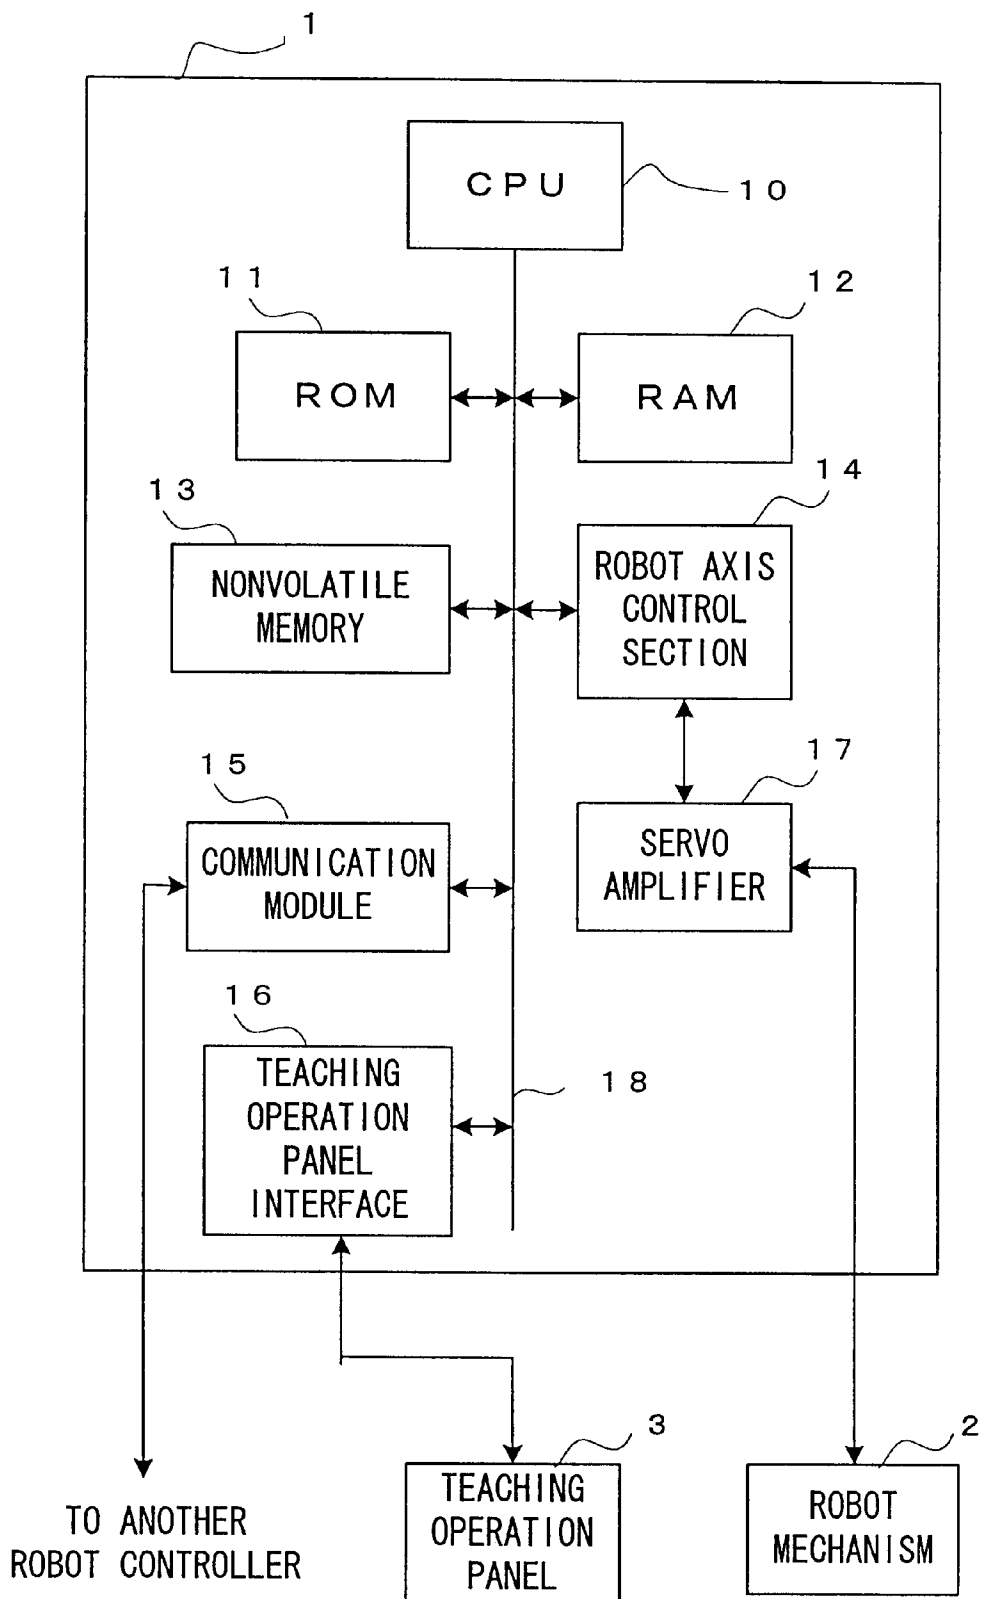 1
CPU
10
11
12
ROM
RAM
13
14
NONVOLATILE
MEMORY
ROBOT AXIS
CONTROL
SECTION
15
17
COMMUNICATION
MODULE
SERVO
AMPLIFIER
16
TEACHING
OPERATION
PANEL
INTERFACE
18
3
2
TO ANOTHER
ROBOT CONTROLLER
TEACHING
OPERATION
PANEL
ROBOT
MECHANISM